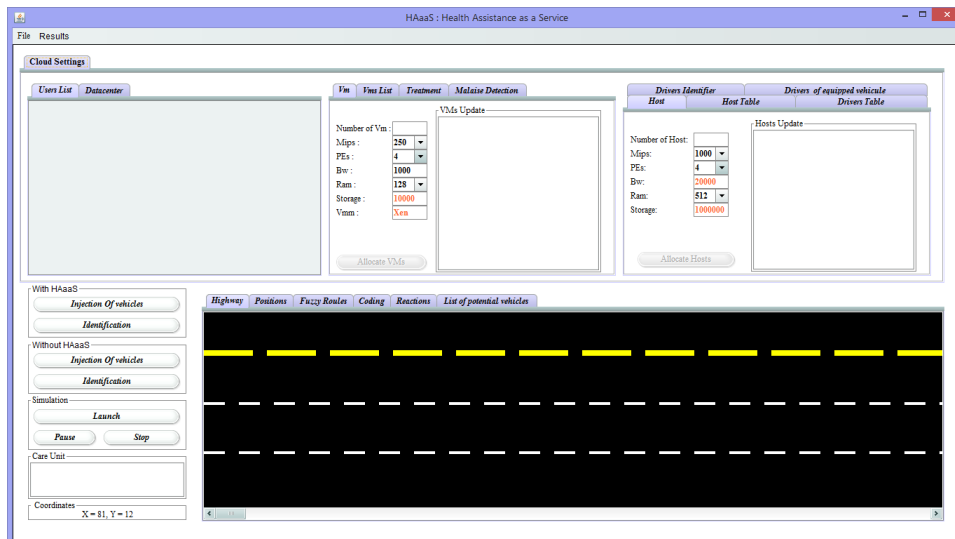 HAaaS : Health Assistance as a Service
File Results
Cloud Settings
Users List Datacenter
Vm Vms List Treatment Malaise Detection
VMs Update
Number of Vm :
Mips : 250
PEs : 4
Bw : 1000
Ram : 128
Storage : 10000
Vmm : Xen
Allocate VMs
Drivers Identifier Drivers of equipped vehicule
Host Host Table Drivers Table
Hosts Update
Number of Host:
Mips: 1000
PEs: 4
Bw: 20000
Ram: 512
Storage: 1000000
Allocate Hosts
With HAaaS
Injection Of vehicles
Identification
Without HAaaS
Injection Of vehicles
Identification
Simulation
Launch
Pause Stop
Care Unit
Coordinates
X = 81, Y = 12
Highway Positions Fuzzy Roules Coding Reactions List of potential vehicles